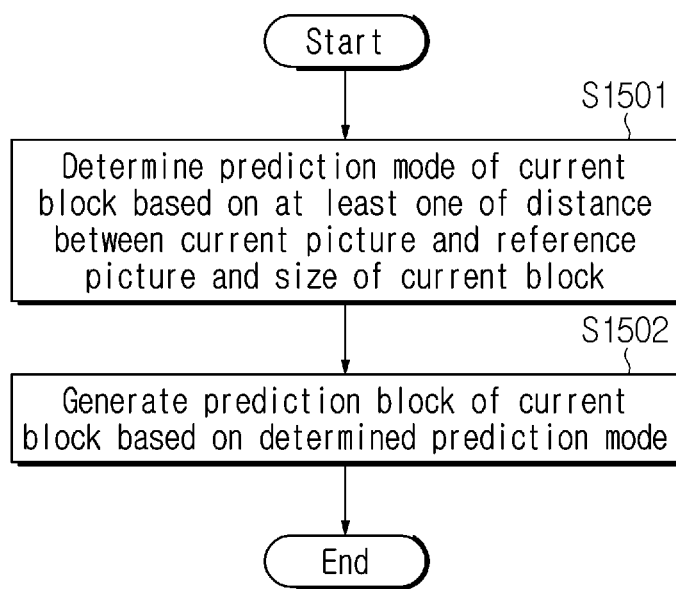 Start
S1501
Determine prediction mode of current
block based on at least one of distance
between current picture and reference
picture and size of current block
S1502
Generate prediction block of current
block based on determined prediction mode
End